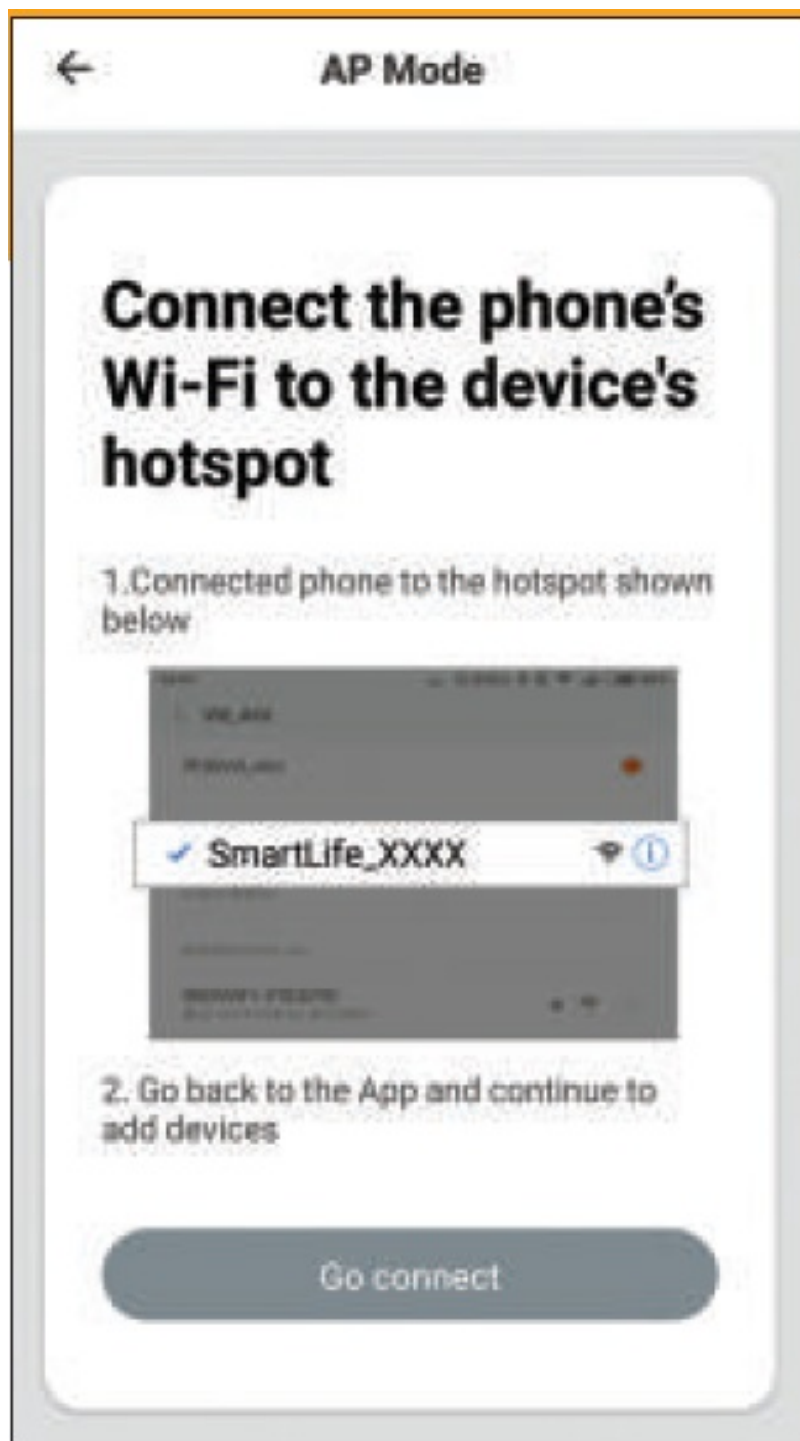 AP Mode
Connect the phone's
Wi-Fi to the device's
hotspot
1.Connected phone to the hotspot shown
below
SmartLife_XXXX
2. Go back to the App and continue to
add devices
Go connect